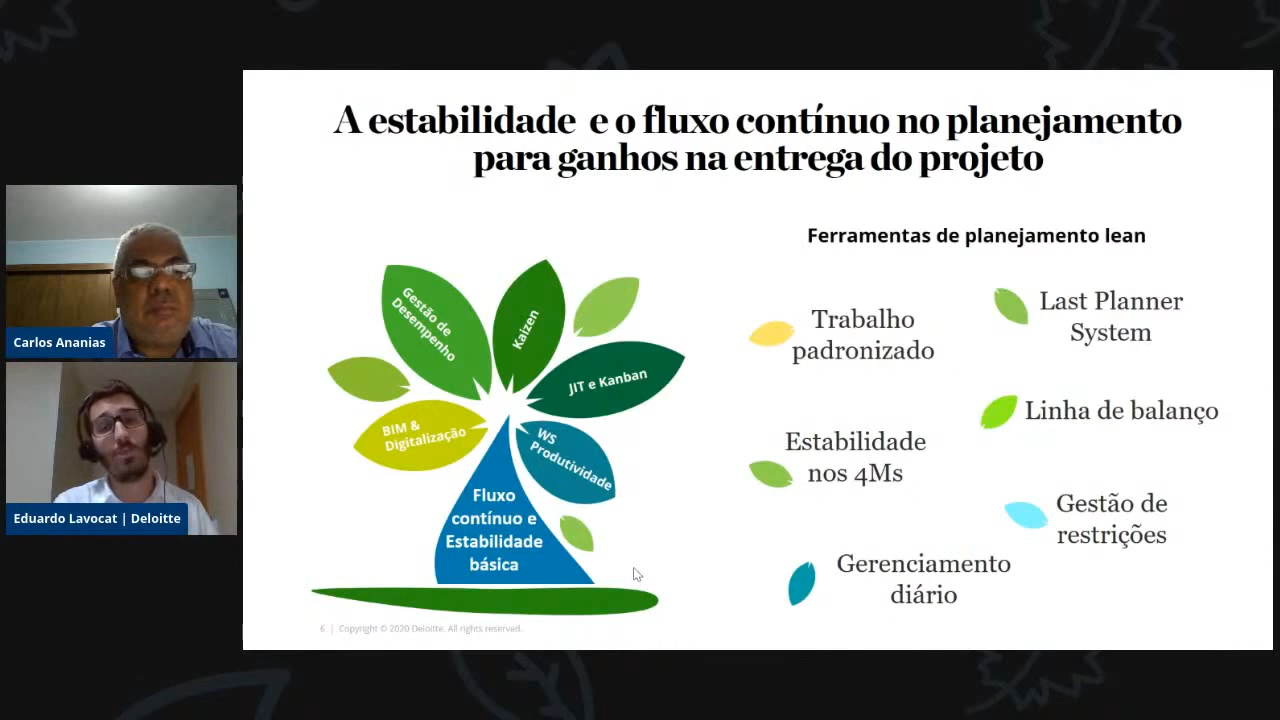 A estabilidade e o fluxo contínuo no planejamento
para ganhos na entrega do projeto
Carlos Ananias
Eduardo Lavocat | Deloitte
Gestão de
Desempenho
Kaizen
JIT e Kanban
BIM &
Digitalização
WS
Produtividade
Fluxo
contínuo e
Estabilidade
básica
Ferramentas de planejamento lean
Trabalho
padronizado
Last Planner
System
Linha de balanço
Estabilidade
nos 4Ms
Gestão de
restrições
Gerenciamento
diário
6 | Copyright © 2020 Deloitte. All rights reserved.